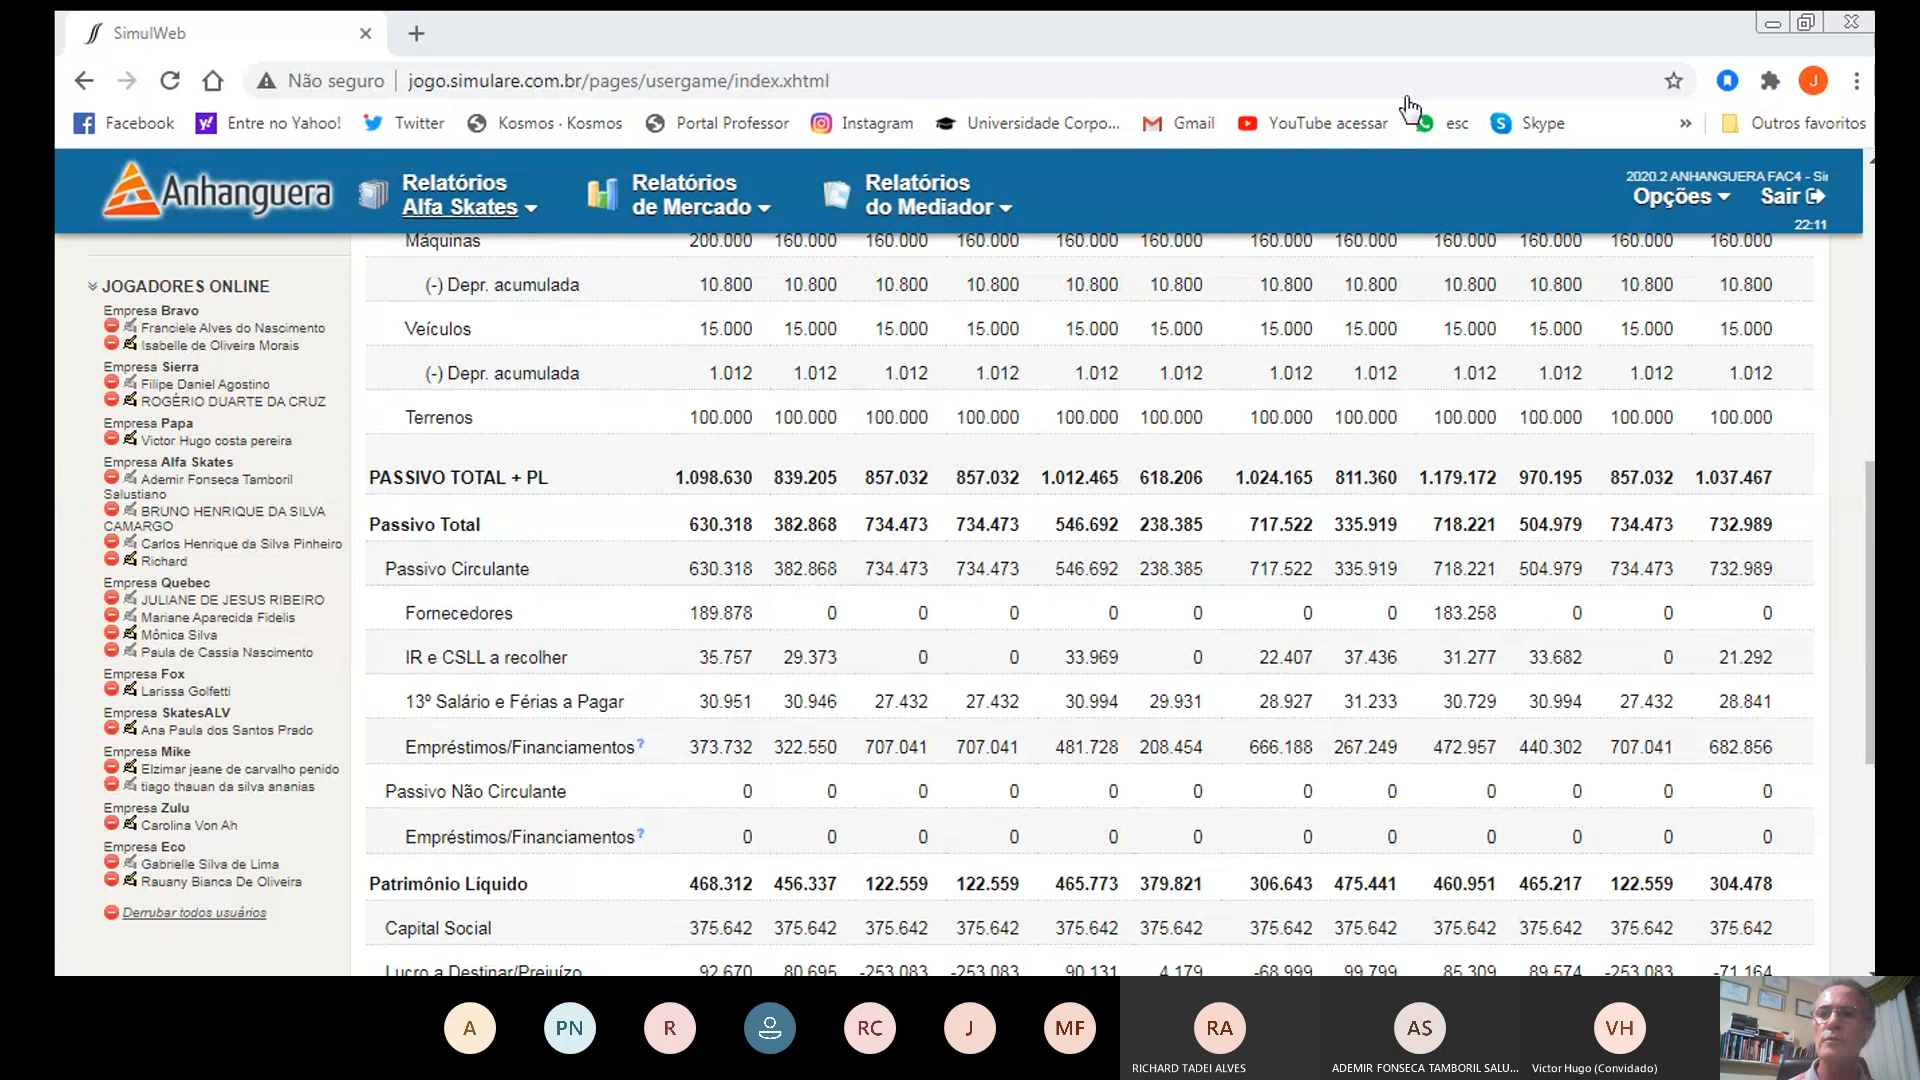 SimulWeb
Não seguro
jogo.simulare.com.br/pages/usergame/index.xhtml
J
Facebook
Entre no Yahoo!
Twitter
Kosmos · Kosmos
Portal Professor
Instagram
Universidade Corpo...
Gmail
YouTube acessar
esc
Skype
»
Outros favoritos
Anhanguera
Relatórios
Alfa Skates
Relatórios
de Mercado
Relatórios
do Mediador
2020.2 ANHANGUERA FAC4 - Sir
Opções
Sair
22:11
JOGADORES ONLINE
Empresa Bravo
Franciele Alves do Nascimento
Isabelle de Oliveira Morais
Empresa Sierra
Filipe Daniel Agostino
ROGÉRIO DUARTE DA CRUZ
Empresa Papa
Victor Hugo costa pereira
Empresa Alfa Skates
Ademir Fonseca Tamboril
Salustiano
BRUNO HENRIQUE DA SILVA
CAMARGO
Carlos Henrique da Silva Pinheiro
Richard
Empresa Quebec
JULIANE DE JESUS RIBEIRO
Mariane Aparecida Fidelis
Mônica Silva
Paula de Cassia Nascimento
Empresa Fox
Larissa Golfetti
Empresa SkatesALV
Ana Paula dos Santos Prado
Empresa Mike
Elzimar jeane de carvalho penido
tiago thauan da silva ananias
Empresa Zulu
Carolina Von Ah
Empresa Eco
Gabrielle Silva de Lima
Rauany Bianca De Oliveira
Derrubar todos usuários
Máquinas 200.000 160.000 160.000 160.000 160.000 160.000 160.000 160.000 160.000 160.000 160.000 160.000
(-) Depr. acumulada 10.800 10.800 10.800 10.800 10.800 10.800 10.800 10.800 10.800 10.800 10.800 10.800
Veículos 15.000 15.000 15.000 15.000 15.000 15.000 15.000 15.000 15.000 15.000 15.000 15.000
(-) Depr. acumulada 1.012 1.012 1.012 1.012 1.012 1.012 1.012 1.012 1.012 1.012 1.012 1.012
Terrenos 100.000 100.000 100.000 100.000 100.000 100.000 100.000 100.000 100.000 100.000 100.000 100.000
PASSIVO TOTAL + PL 1.098.630 839.205 857.032 857.032 1.012.465 618.206 1.024.165 811.360 1.179.172 970.195 857.032 1.037.467
Passivo Total 630.318 382.868 734.473 734.473 546.692 238.385 717.522 335.919 718.221 504.979 734.473 732.989
Passivo Circulante 630.318 382.868 734.473 734.473 546.692 238.385 717.522 335.919 718.221 504.979 734.473 732.989
Fornecedores 189.878 0 0 0 0 0 0 0 183.258 0 0 0
IR e CSLL a recolher 35.757 29.373 0 0 33.969 0 22.407 37.436 31.277 33.682 0 21.292
13º Salário e Férias a Pagar 30.951 30.946 27.432 27.432 30.994 29.931 28.927 31.233 30.729 30.994 27.432 28.841
Empréstimos/Financiamentos? 373.732 322.550 707.041 707.041 481.728 208.454 666.188 267.249 472.957 440.302 707.041 682.856
Passivo Não Circulante 0 0 0 0 0 0 0 0 0 0 0 0
Empréstimos/Financiamentos? 0 0 0 0 0 0 0 0 0 0 0 0
Patrimônio Líquido 468.312 456.337 122.559 122.559 465.773 379.821 306.643 475.441 460.951 465.217 122.559 304.478
Capital Social 375.642 375.642 375.642 375.642 375.642 375.642 375.642 375.642 375.642 375.642 375.642 375.642
Lucro a Destinar/Prejuízo 92.670 80.695 -253.083 -253.083 90.131 4.179 -68.999 99.799 85.309 89.574 -253.083 -71.164
A
PN
R
RC
J
MF
RA
AS
VH
RICHARD TADEI ALVES
ADEMIR FONSECA TAMBORIL SALU...
Victor Hugo (Convidado)